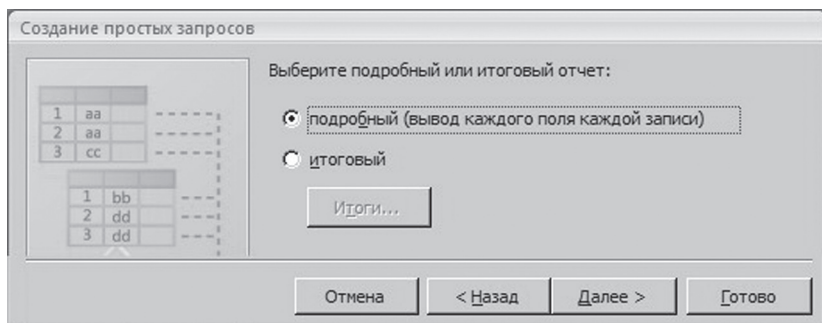 Создание простых запросов
Выберите подробный или итоговый отчет:
подробный (вывод каждого поля каждой записи)
итоговый
Итоги...
1 aa
2 aa
3 cc
1 bb
2 dd
3 dd
Отмена
< Назад
Далее >
Готово